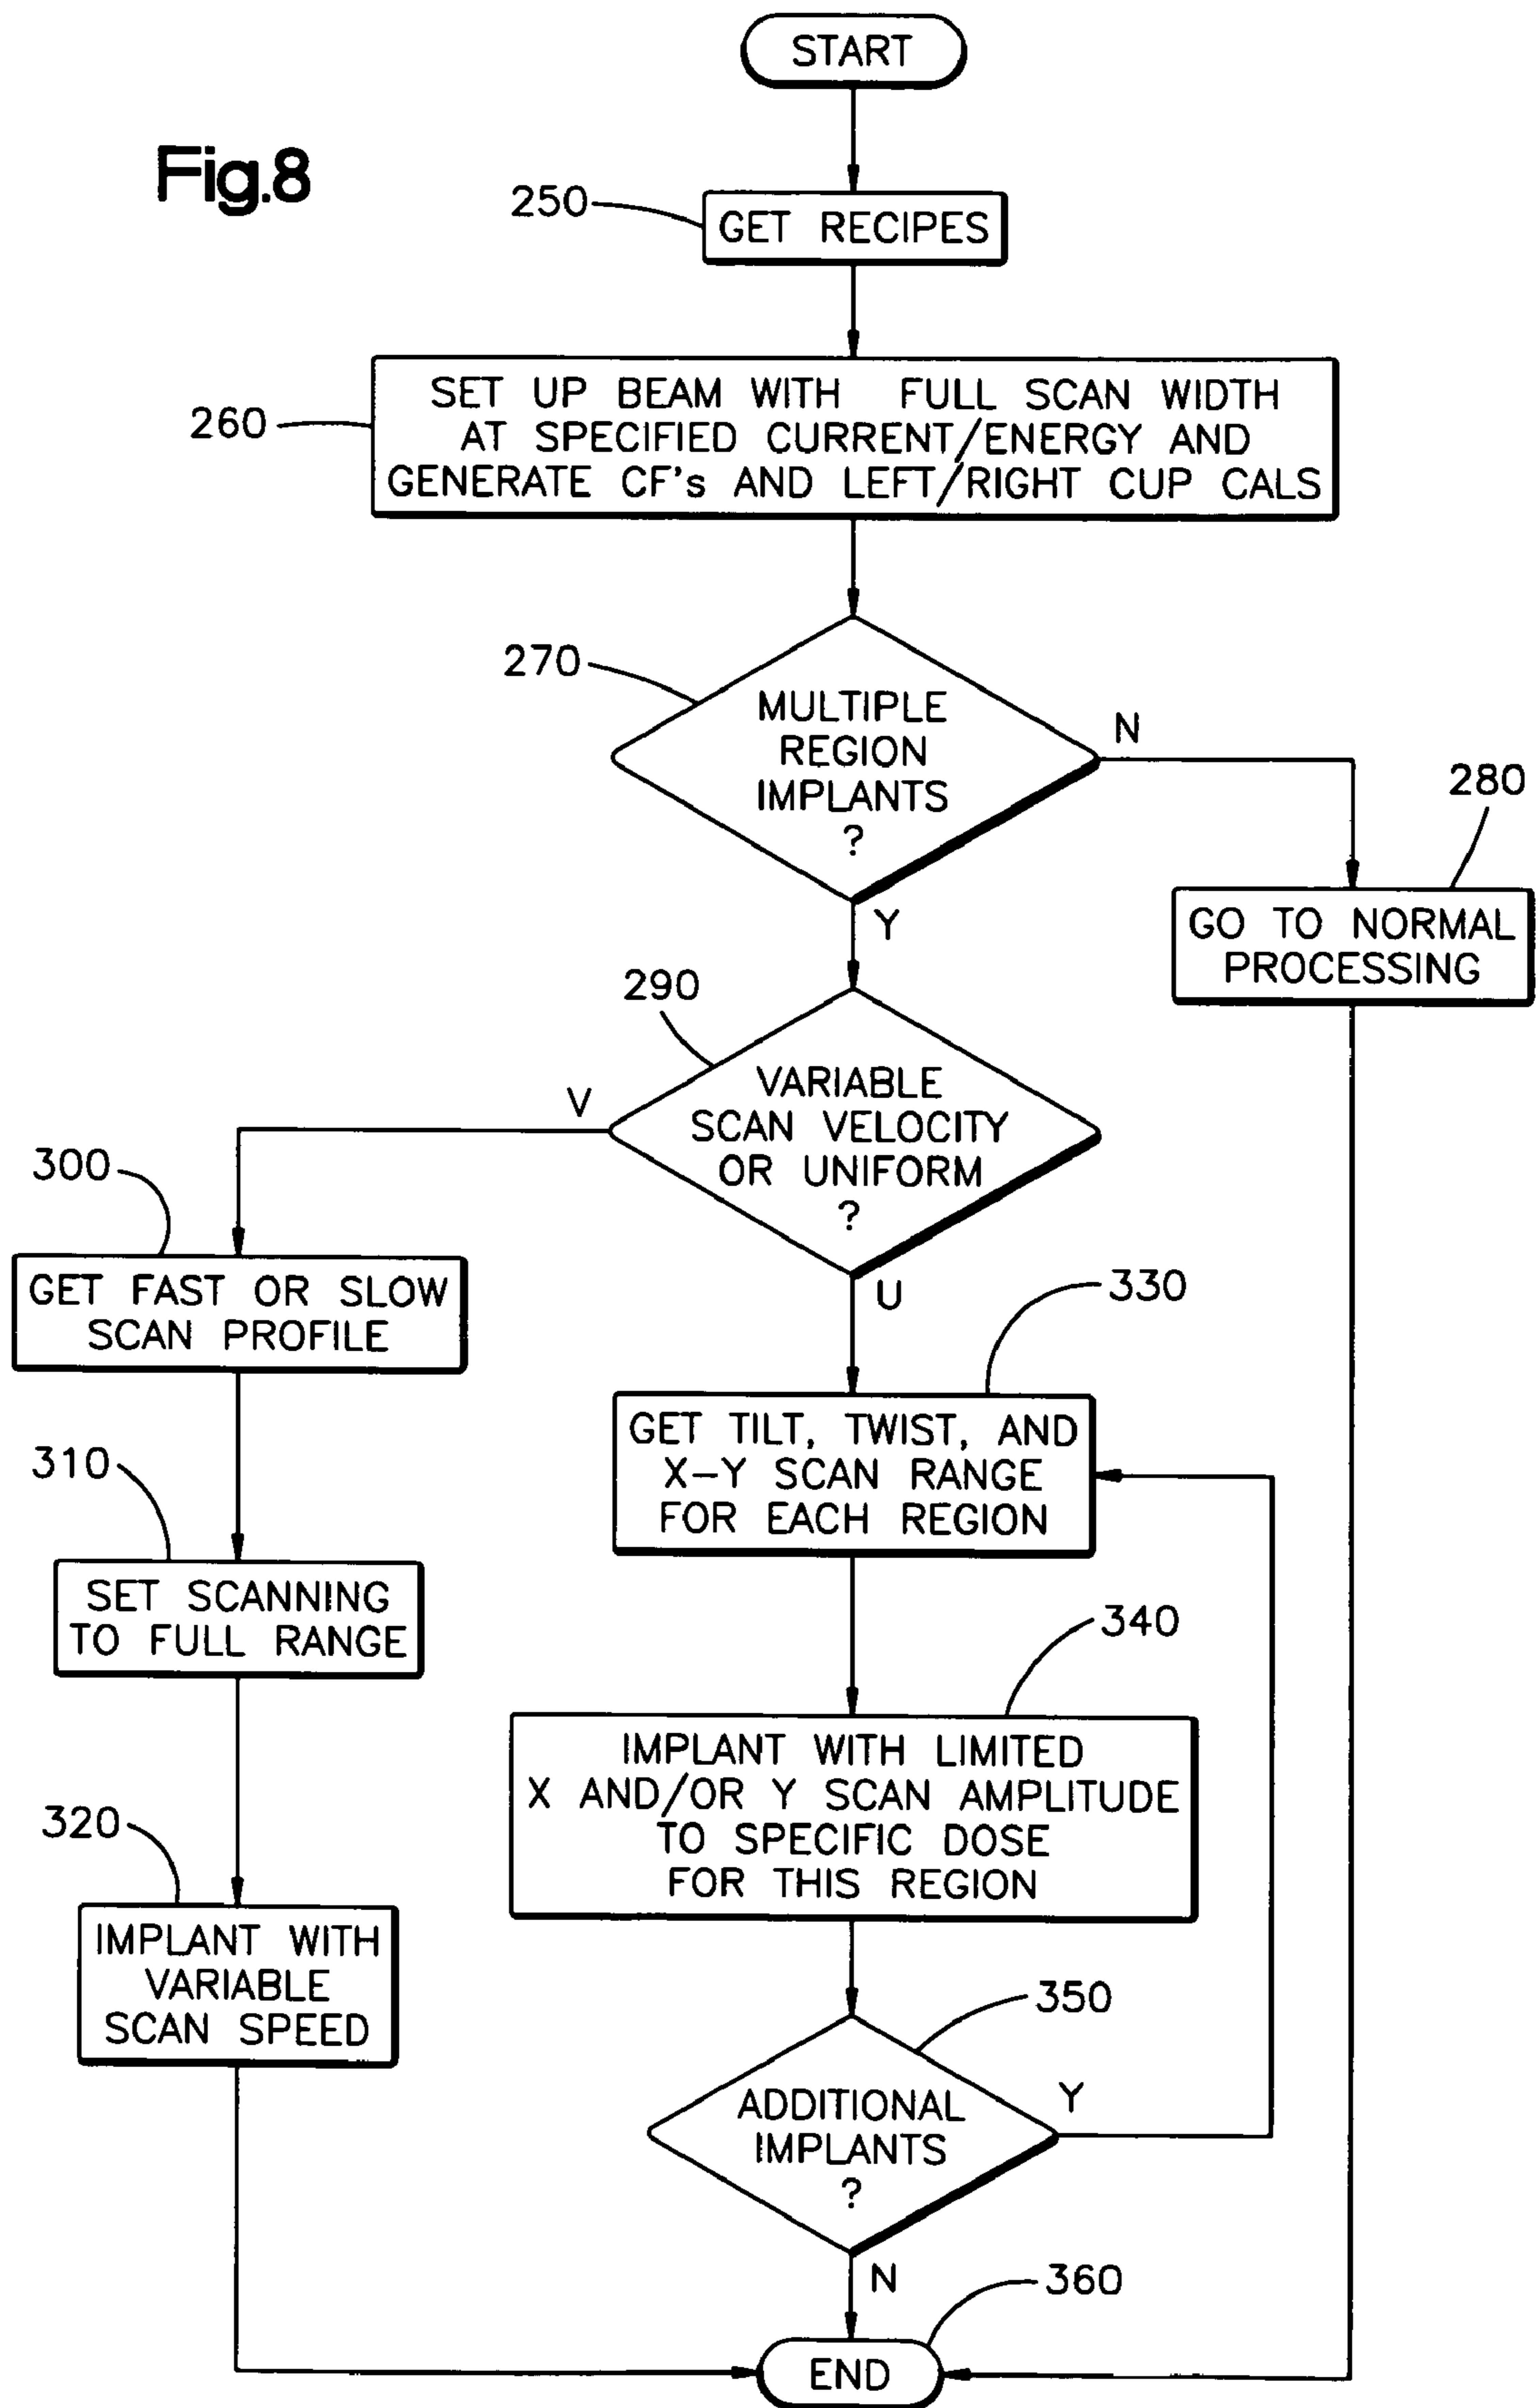 START
Fig.8
250
GET RECIPES
260
SET UP BEAM WITH FULL SCAN WIDTH
AT SPECIFIED CURRENT/ENERGY AND
GENERATE CF's AND LEFT/RIGHT CUP CALS
270
MULTIPLE
REGION
IMPLANTS
?
N
Y
280
GO TO NORMAL
PROCESSING
290
VARIABLE
SCAN VELOCITY
OR UNIFORM
?
V
U
300
GET FAST OR SLOW
SCAN PROFILE
310
SET SCANNING
TO FULL RANGE
320
IMPLANT WITH
VARIABLE
SCAN SPEED
330
GET TILT, TWIST, AND
X-Y SCAN RANGE
FOR EACH REGION
340
IMPLANT WITH LIMITED
X AND/OR Y SCAN AMPLITUDE
TO SPECIFIC DOSE
FOR THIS REGION
350
ADDITIONAL
IMPLANTS
?
Y
N
360
END